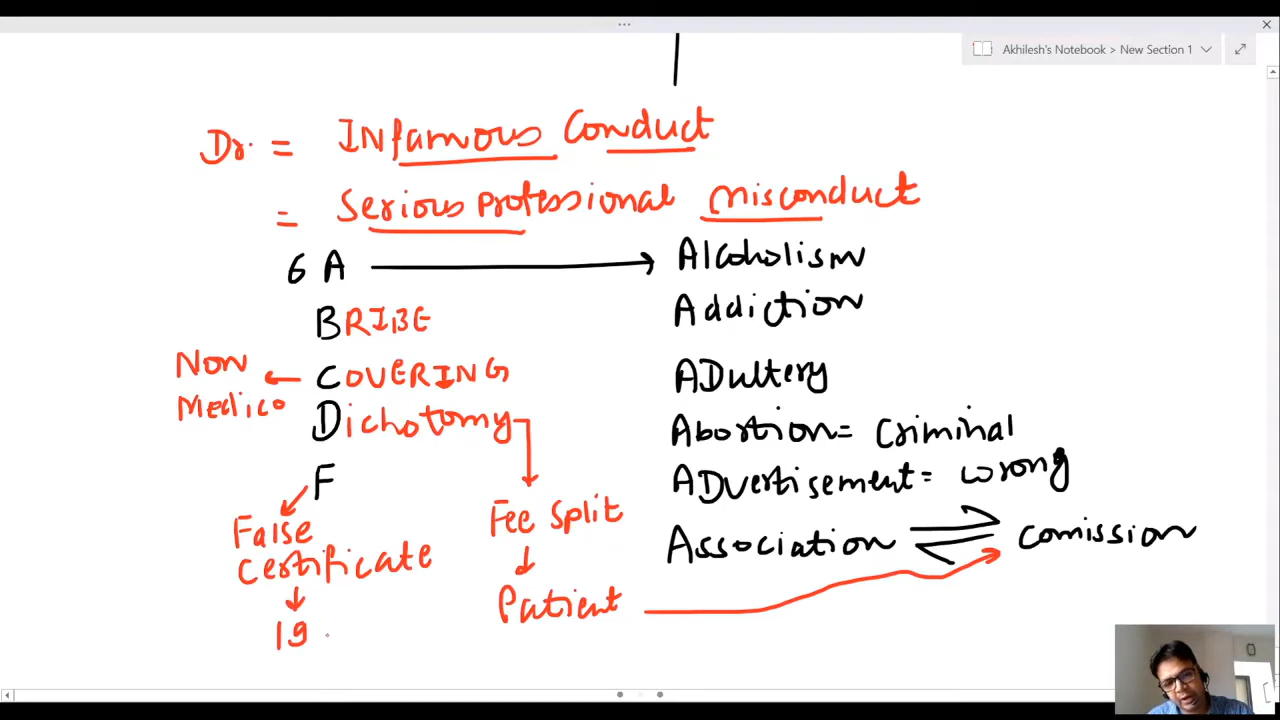 Akhilesh's Notebook > New Section 1
Dr. = INfamous Conduct
= Serious professional misconduct
6 A → Alcoholism
BRIBE
Addiction
Non Medico ← COVERING
ADultery
Dichotomy
Abortion = Criminal
F
ADvertisement = wrong
False Certificate
Fee Split
Association ⇌ Comission
↓
↓
19
Patient →